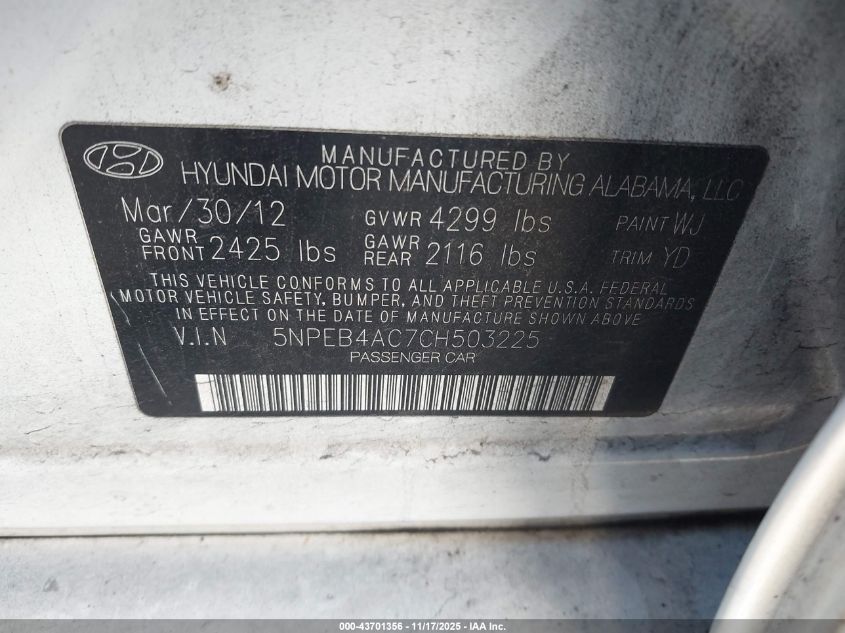 MANUFACTURED BY
HYUNDAI MOTOR MANUFACTURING ALABAMA, LLC
Mar/30/12 GVWR 4299 lbs PAINT WJ
GAWR FRONT 2425 lbs GAWR REAR 2116 lbs TRIM YD
THIS VEHICLE CONFORMS TO ALL APPLICABLE U.S.A. FEDERAL
MOTOR VEHICLE SAFETY, BUMPER, AND THEFT PREVENTION STANDARDS
IN EFFECT ON THE DATE OF MANUFACTURE SHOWN ABOVE
V.I.N 5NPEB4AC7CH503225
PASSENGER CAR
000-43701356 - 11/17/2025 - IAA Inc.